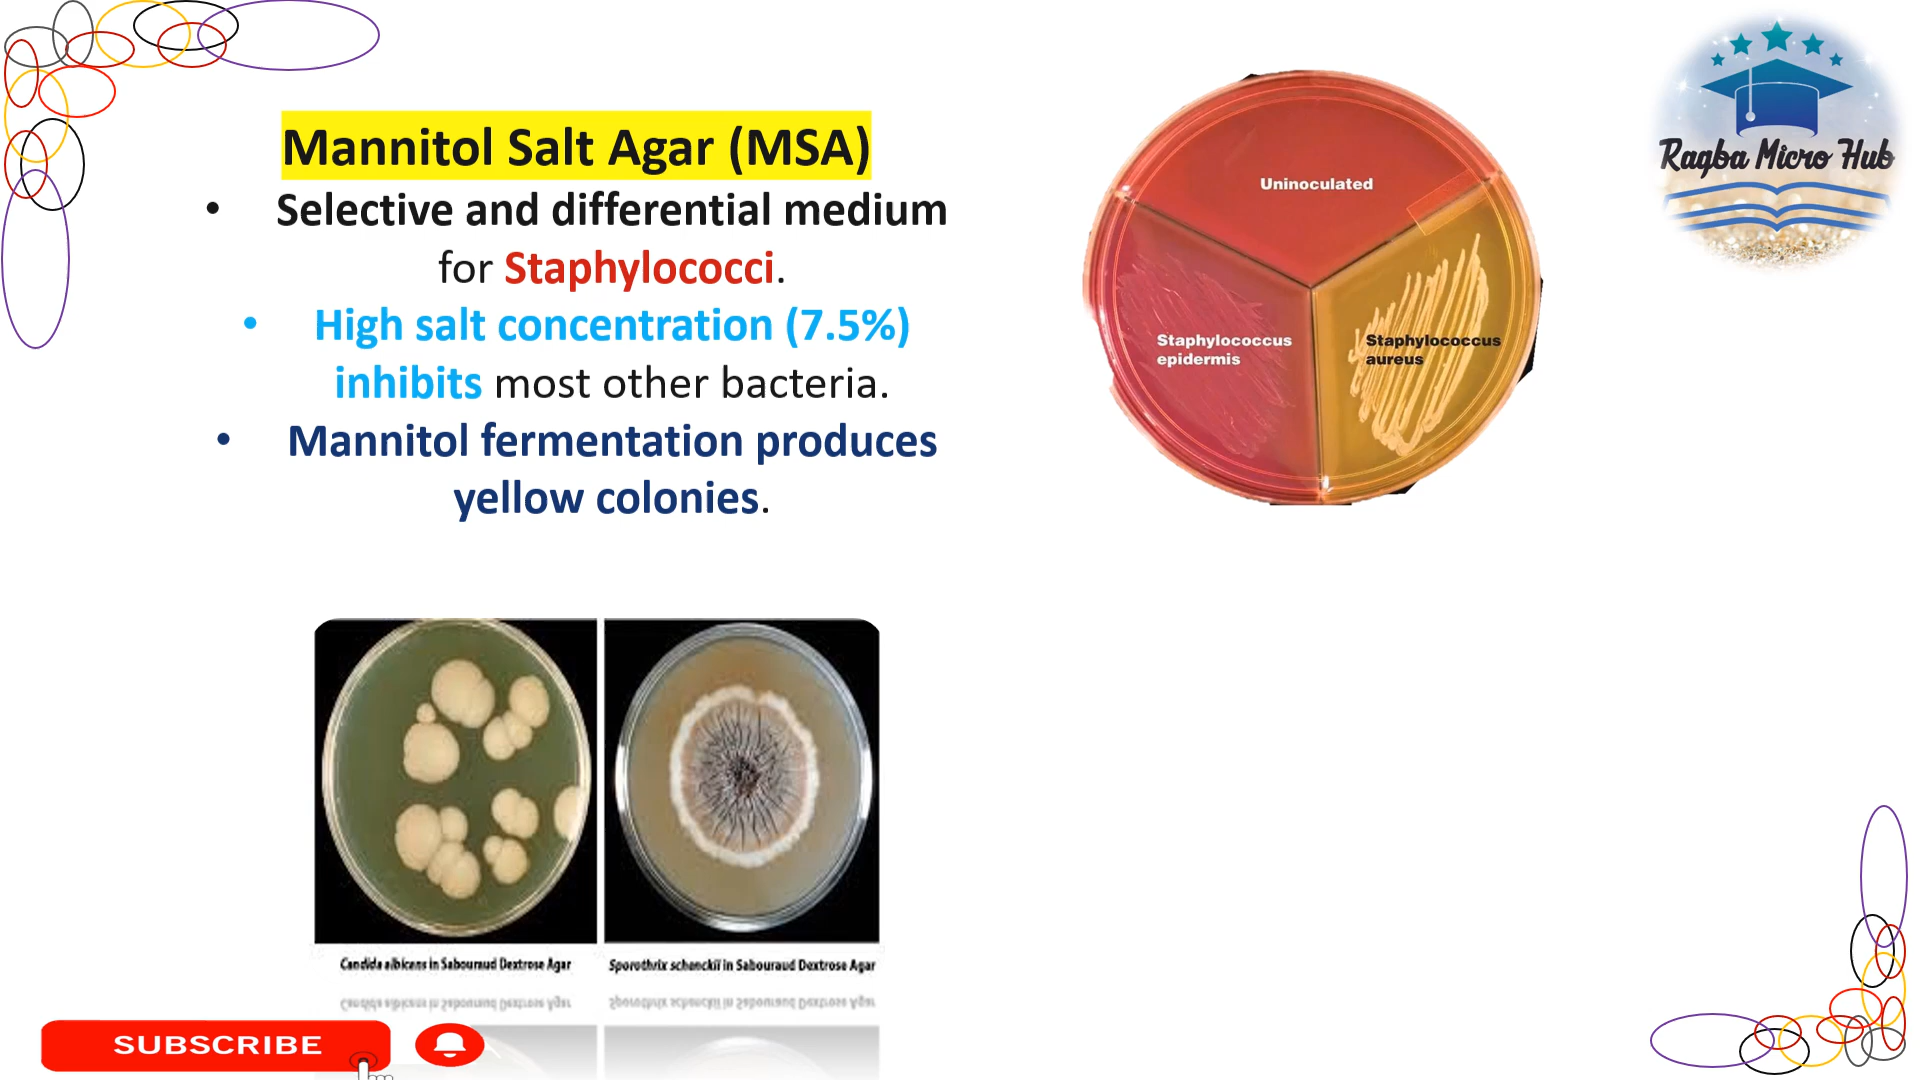 Mannitol Salt Agar (MSA)
• Selective and differential medium
for Staphylococci.
• High salt concentration (7.5%)
inhibits most other bacteria.
• Mannitol fermentation produces
yellow colonies.
Uninoculated
Staphylococcus
epidermis
Staphylococcus
aureus
Ragba Micro Hub
Candida albicans in Sabouraud Dextrose Agar
Sporothrix schenckii in Sabouraud Dextrose Agar
SUBSCRIBE